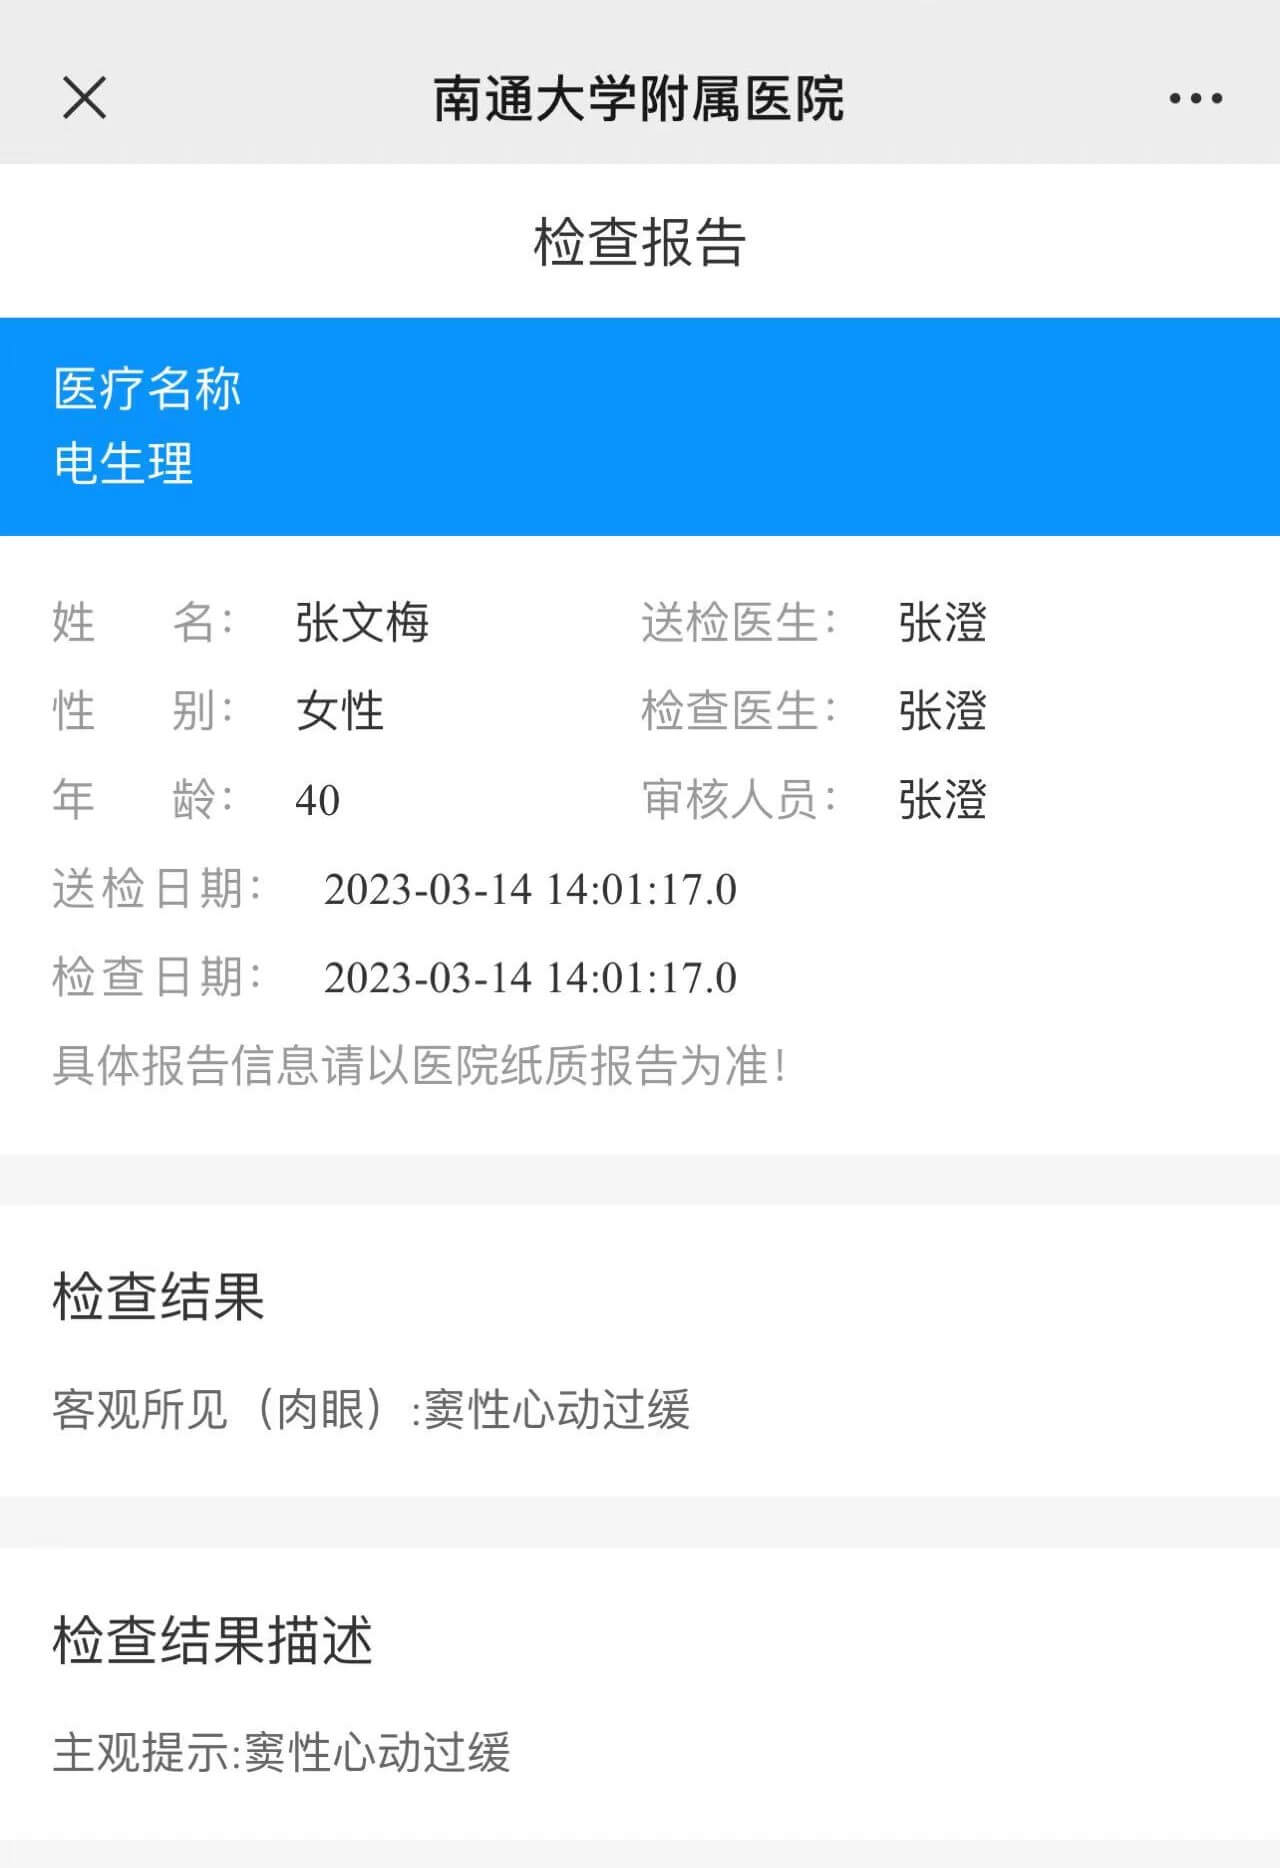 南通大学附属医院
检查报告
医疗名称
电生理
姓 名： 张文梅 送检医生： 张澄
性 别： 女性 检查医生： 张澄
年 龄： 40 审核人员： 张澄
送检日期： 2023-03-14 14:01:17.0
检查日期： 2023-03-14 14:01:17.0
具体报告信息请以医院纸质报告为准！
检查结果
客观所见（肉眼）:窦性心动过缓
检查结果描述
主观提示:窦性心动过缓